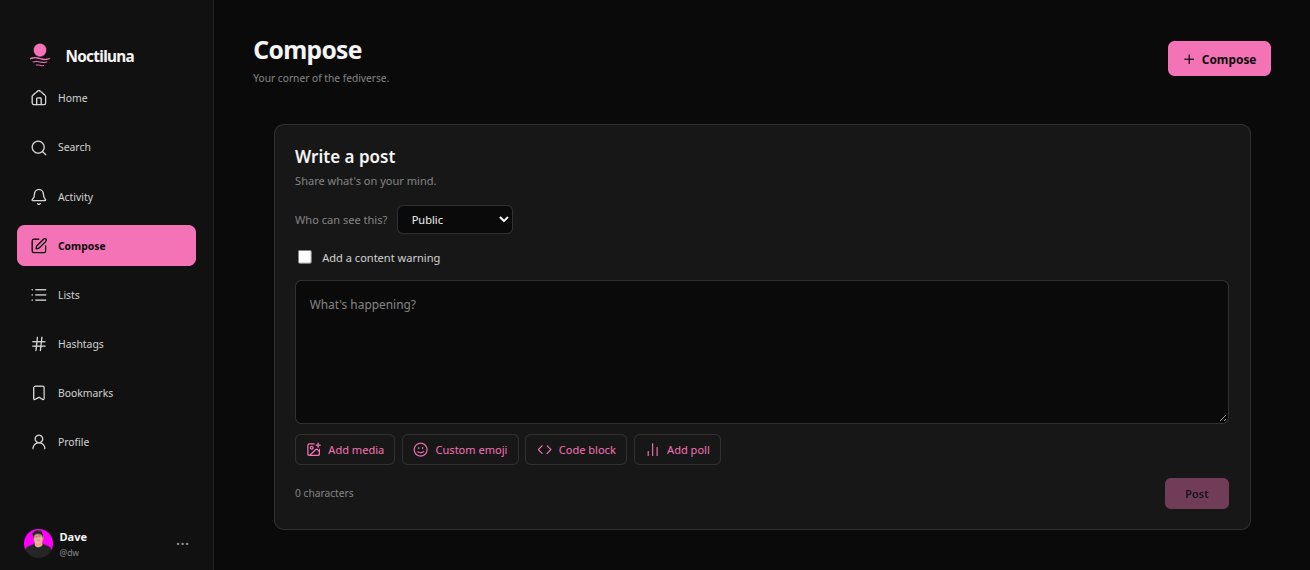 Noctiluna
Home
Search
Activity
Compose
Lists
Hashtags
Bookmarks
Profile
Dave
@dw
Compose
Your corner of the fediverse.
Compose
Write a post
Share what's on your mind.
Who can see this? Public
Add a content warning
What's happening?
Add media Custom emoji Code block Add poll
0 characters
Post